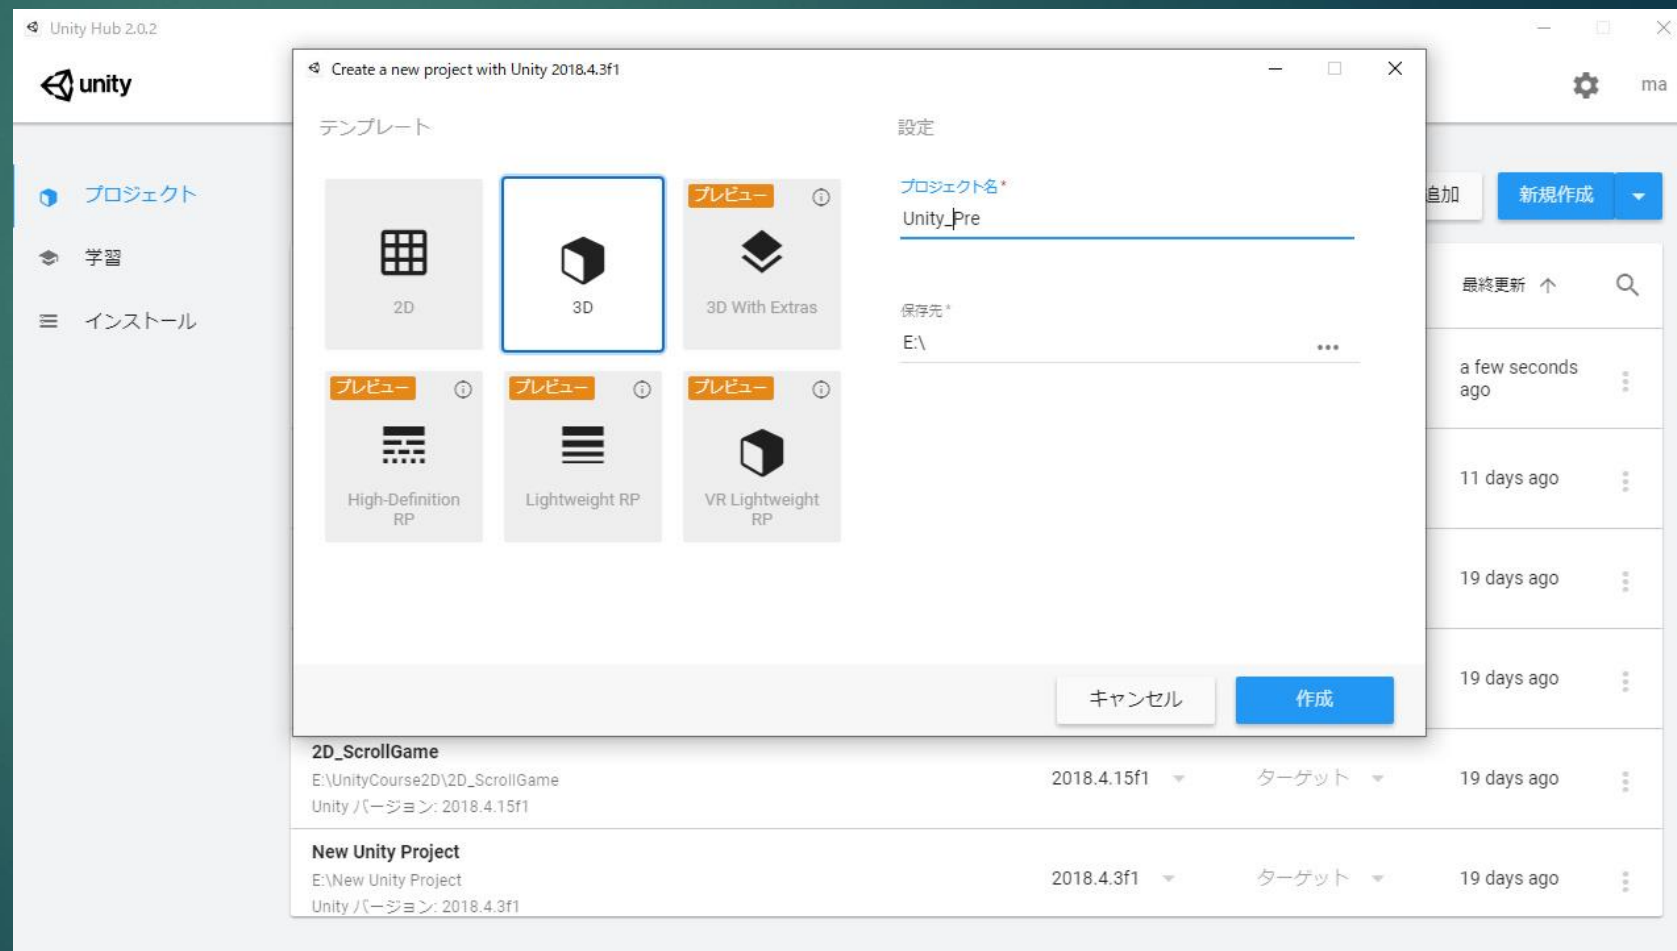 Unity Hub 2.0.2
unity
ma
Create a new project with Unity 2018.4.3f1
テンプレート
設定
プロジェクト
学習
インストール
2D
3D
プレビュー
3D With Extras
プレビュー
High-Definition
RP
プレビュー
Lightweight RP
プレビュー
VR Lightweight
RP
プロジェクト名*
Unity_Pre
保存先*
E:\
...
キャンセル
作成
追加
新規作成
最終更新
a few seconds
ago
11 days ago
19 days ago
19 days ago
2D_ScrollGame
E:\UnityCourse2D\2D_ScrollGame
Unity バージョン: 2018.4.15f1
2018.4.15f1
ターゲット
19 days ago
New Unity Project
E:\New Unity Project
Unity バージョン: 2018.4.3f1
2018.4.3f1
ターゲット
19 days ago